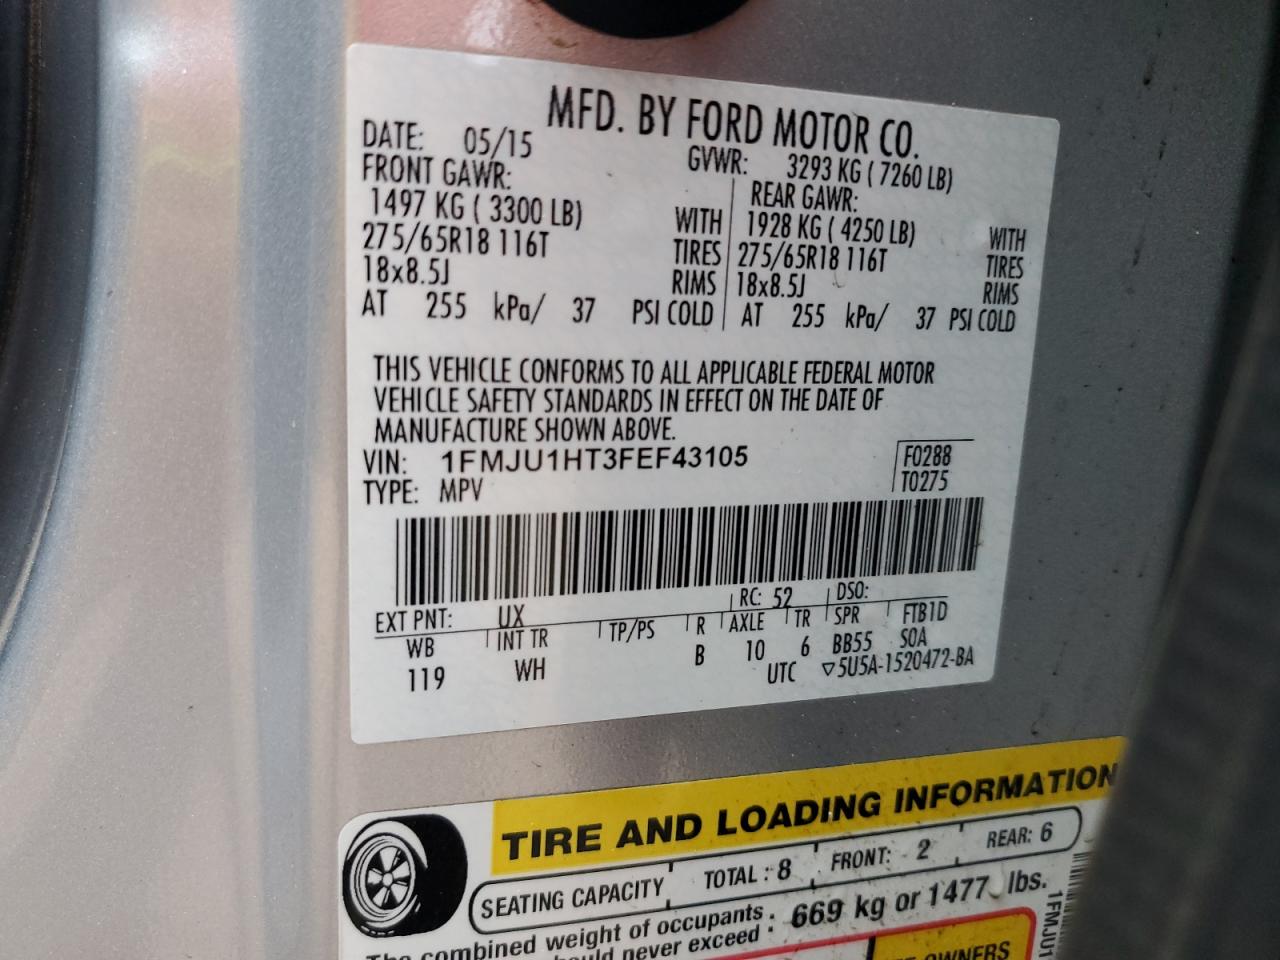 MFD. BY FORD MOTOR CO.
DATE: 05/15 GVWR: 3293 KG ( 7260 LB)
FRONT GAWR: REAR GAWR:
1497 KG ( 3300 LB) WITH 1928 KG ( 4250 LB) WITH
275/65R18 116T TIRES 275/65R18 116T TIRES
18x8.5J RIMS 18x8.5J RIMS
AT 255 kPa/ 37 PSI COLD AT 255 kPa/ 37 PSI COLD
THIS VEHICLE CONFORMS TO ALL APPLICABLE FEDERAL MOTOR
VEHICLE SAFETY STANDARDS IN EFFECT ON THE DATE OF
MANUFACTURE SHOWN ABOVE.
VIN: 1FMJU1HT3FEF43105 F0288
TYPE: MPV T0275
EXT PNT: UX RC: 52 DSO:
WB INT TR TP/PS R AXLE TR SPR FTB1D
119 WH B 10 6 BB55 SOA
UTC ▽5U5A-1520472-BA
TIRE AND LOADING INFORMATION
SEATING CAPACITY TOTAL : 8 FRONT: 2 REAR: 6
combined weight of occupants
should never exceed : 669 kg or 1477 lbs.
OWNERS
1FMJU1